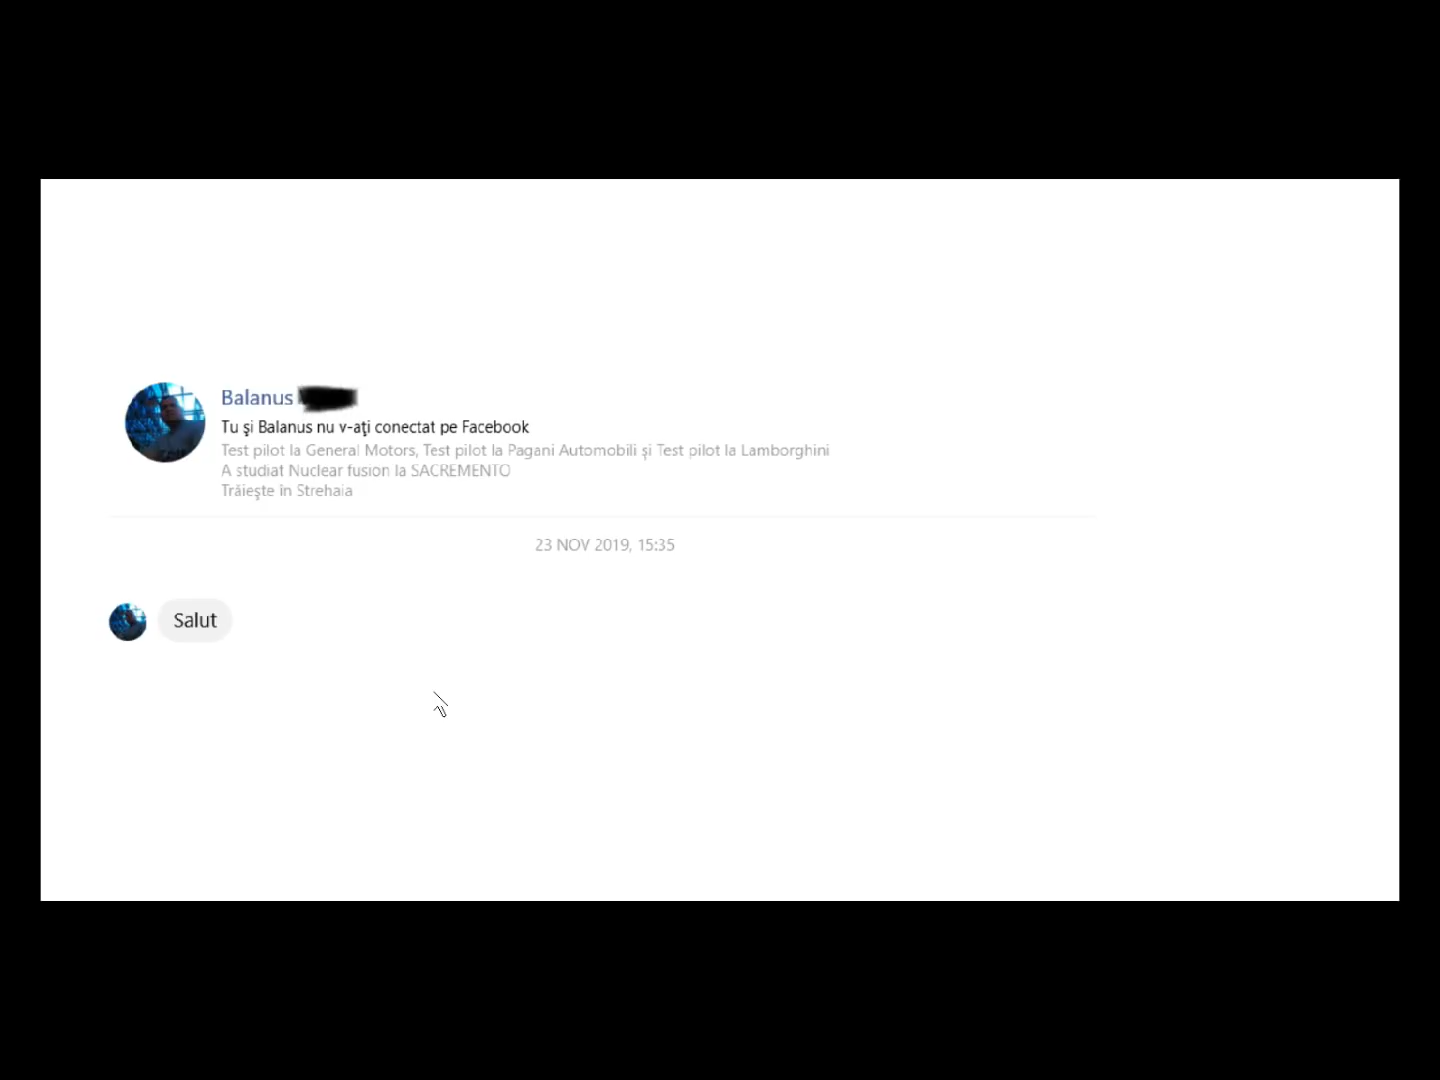 Balanus
Tu şi Balanus nu v-aţi conectat pe Facebook
Test pilot la General Motors, Test pilot la Pagani Automobili și Test pilot la Lamborghini
A studiat Nuclear fusion la SACREMENTO
Trăieşte în Strehaia
23 NOV 2019, 15:35
Salut